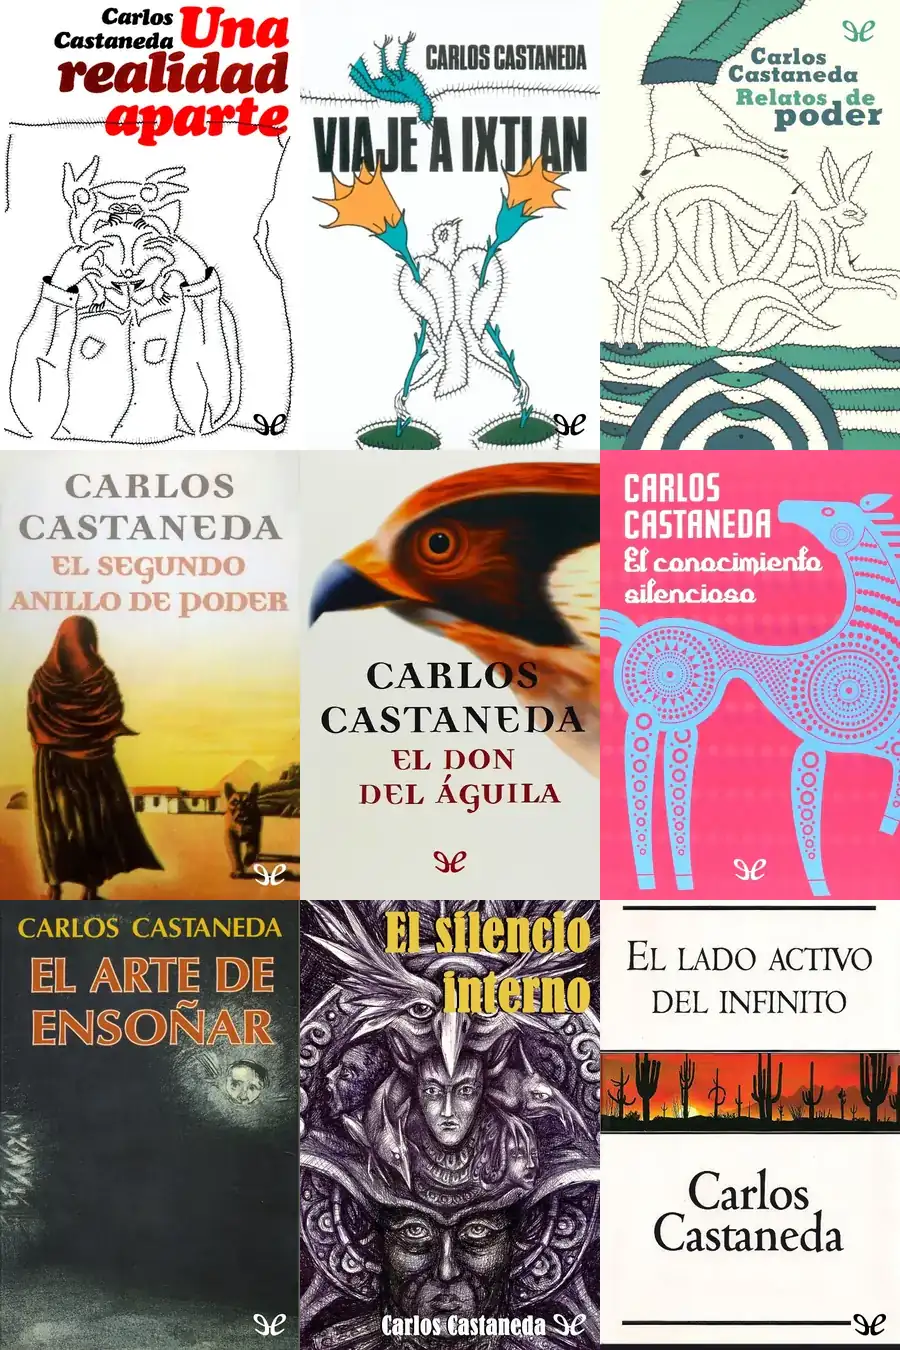 Carlos
Castaneda
Una
realidad
aparte
CARLOS CASTANEDA
VIAJE A IXTLAN
Carlos
Castaneda
Relatos de
poder
CARLOS
CASTANEDA
EL SEGUNDO
ANILLO DE PODER
CARLOS
CASTANEDA
EL DON
DEL ÁGUILA
CARLOS
CASTANEDA
El conocimiento
silencioso
CARLOS CASTANEDA
EL ARTE DE
ENSOÑAR
El silencio
interno
Carlos Castaneda
EL LADO ACTIVO
DEL INFINITO
Carlos
Castaneda